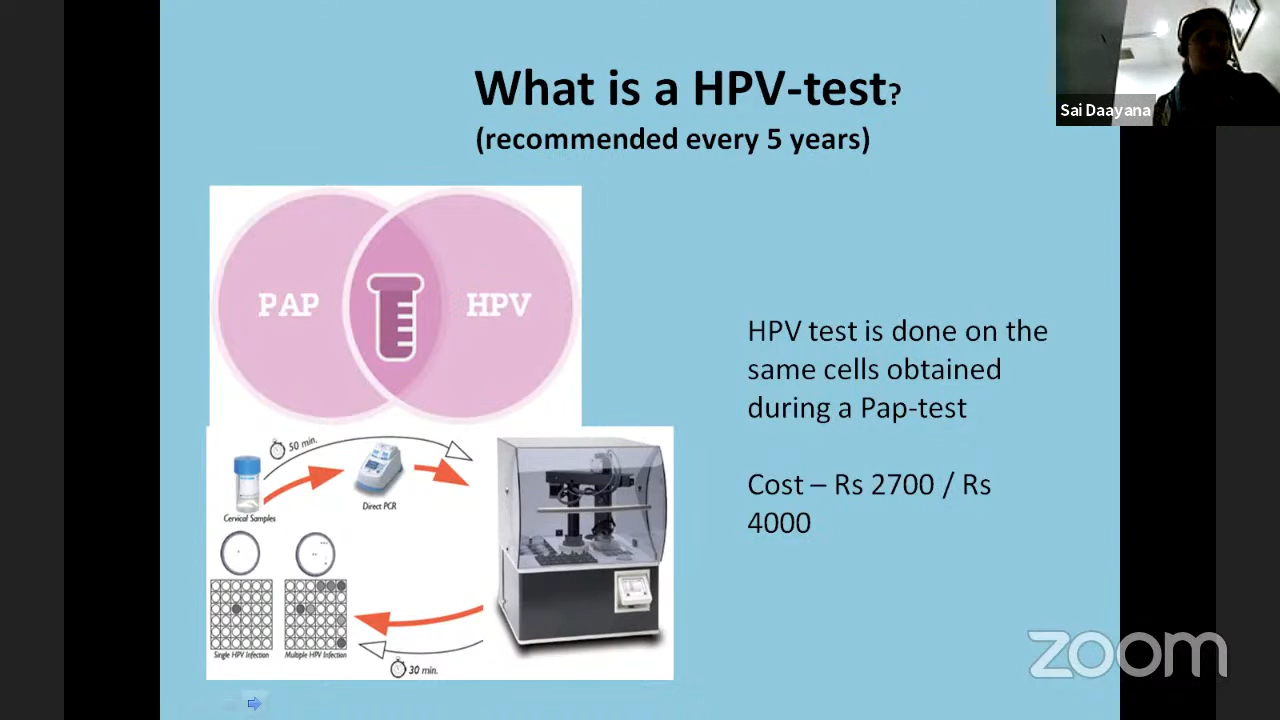 What is a HPV-test?
(recommended every 5 years)
Sai Daayana
PAP
HPV
HPV test is done on the
same cells obtained
during a Pap-test
Cost – Rs 2700 / Rs
4000
50 min.
Cervical Samples
Direct PCR
Single HPV Infection
Multiple HPV Infection
30 min.
zoom